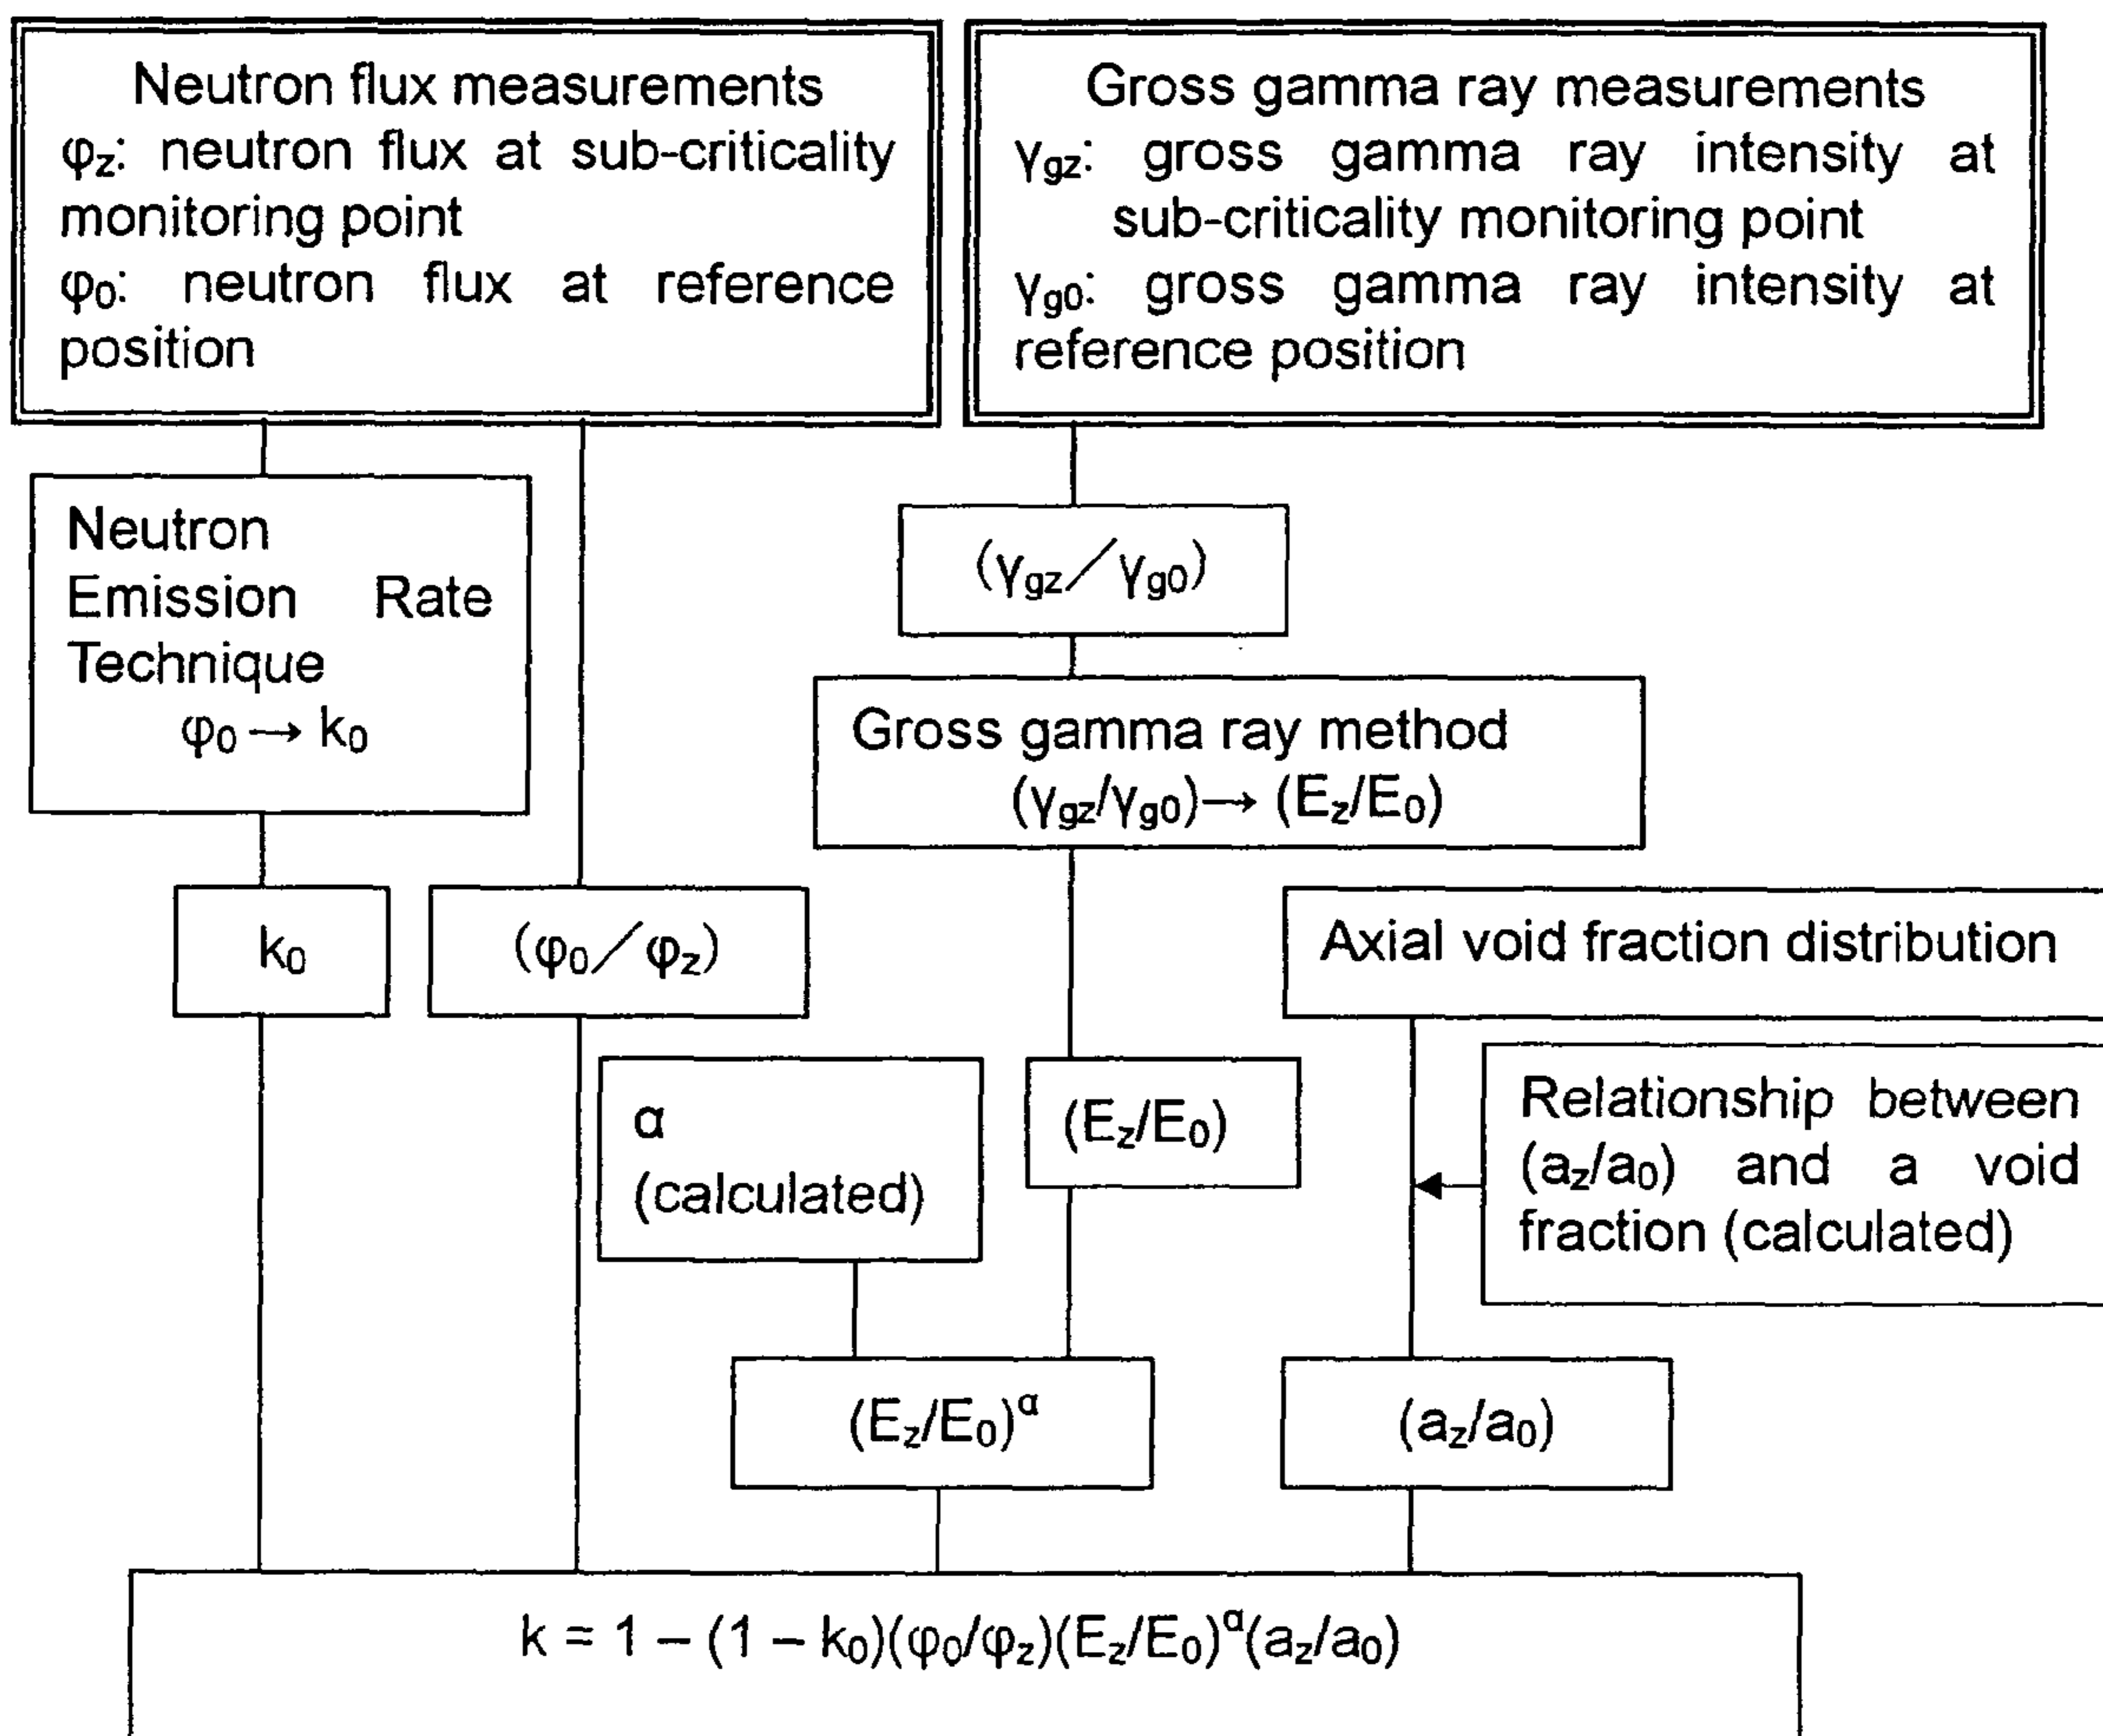 Neutron flux measurements
φz: neutron flux at sub-criticality
monitoring point
φ0: neutron flux at reference
position
Gross gamma ray measurements
γgz: gross gamma ray intensity at
sub-criticality monitoring point
γg0: gross gamma ray intensity at
reference position
Neutron
Emission Rate
Technique
φ0 → k0
(γgz／γg0)
Gross gamma ray method
(γgz/γg0)→ (Ez/E0)
k0
(φ0／φz)
Axial void fraction distribution
α
(calculated)
(Ez/E0)
Relationship between
(az/a0) and a void
fraction (calculated)
(Ez/E0)^α
(az/a0)
k = 1 – (1 – k0)(φ0/φz)(Ez/E0)^α(az/a0)